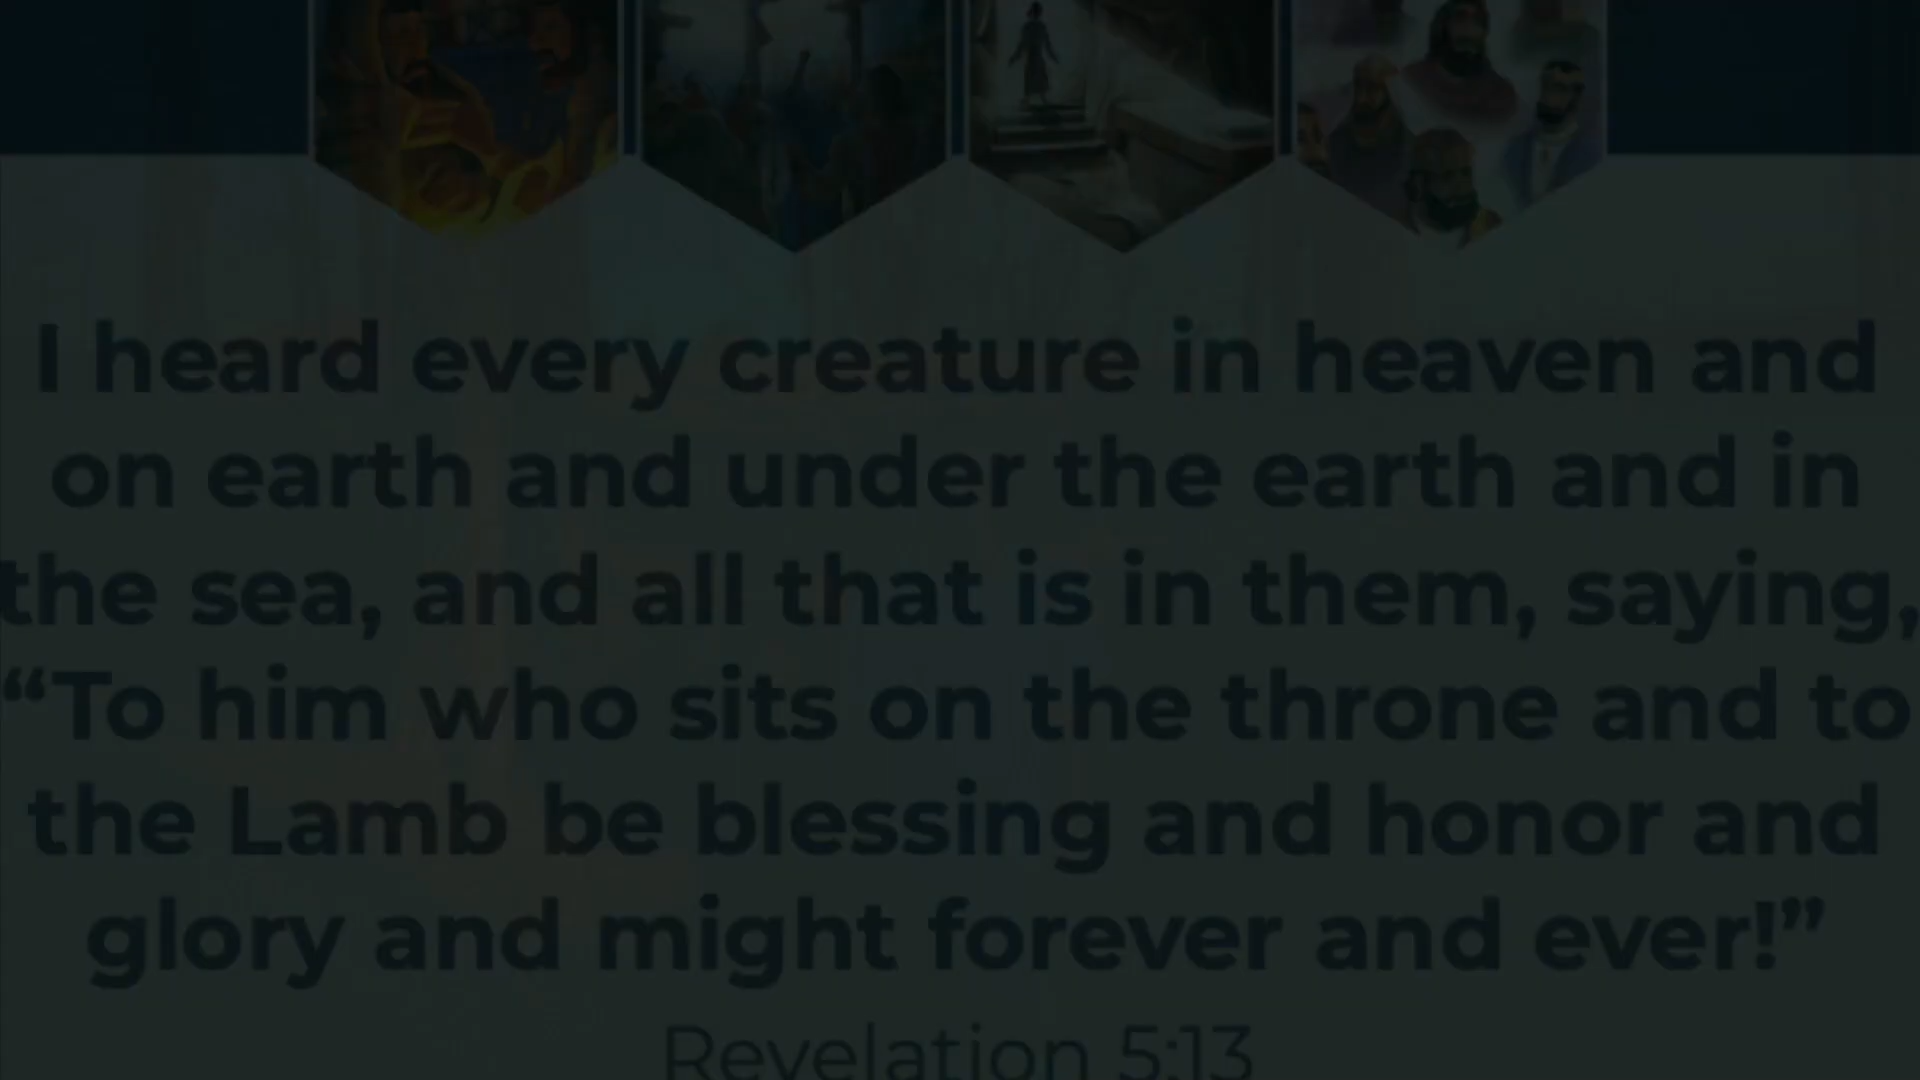 I heard every creature in heaven and
on earth and under the earth and in
the sea, and all that is in them, saying,
“To him who sits on the throne and to
the Lamb be blessing and honor and
glory and might forever and ever!”
Revelation 5:13